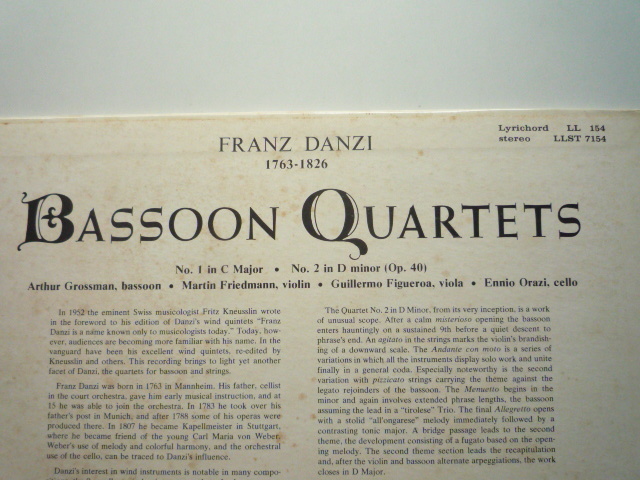 FRANZ DANZI
1763-1826
Lyrichord LL 154
stereo LLST 7154
BASSOON QUARTETS
No. 1 in C Major • No. 2 in D minor (Op. 40)
Arthur Grossman, bassoon • Martin Friedmann, violin • Guillermo Figueroa, viola • Ennio Orazi, cello
In 1952 the eminent Swiss musicologist Fritz Kneusslin wrote
in the foreword to his edition of Danzi's wind quintets "Franz
Danzi is a name known only to musicologists today." Today, how-
ever, audiences are becoming more familiar with his name. In the
vanguard have been his excellent wind quintets, re-edited by
Kneusslin and others. This recording brings to light yet another
facet of Danzi, the quartets for bassoon and strings.
Franz Danzi was born in 1763 in Mannheim. His father, cellist
in the court orchestra, gave him early musical instruction, and at
15 he was able to join the orchestra. In 1783 he took over his
father's post in Munich, and after 1788 some of his operas were
produced there. In 1807 he became Kapellmeister in Stuttgart,
where he became friend of the young Carl Maria von Weber.
Weber's use of melody and colorful harmony, and the orchestral
use of the cello, can be traced to Danzi's influence.
Danzi's interest in wind instruments is notable in many compo-
The Quartet No. 2 in D Minor, from its very inception, is a work
of unusual scope. After a calm misterioso opening the bassoon
enters hauntingly on a sustained 9th before a quiet descent to
phrase's end. An agitato in the strings marks the violin's brandish-
ing of a downward scale. The Andante con moto is a series of
variations in which all the instruments display solo work and unite
finally in a general coda. Especially noteworthy is the second
variation with pizzicato strings carrying the theme against the
legato rejoinders of the bassoon. The Menuetto begins in the
minor and again involves extended phrase lengths, the bassoon
assuming the lead in a "tirolese" Trio. The final Allegretto opens
with a stolid "all'ongarese" melody immediately followed by a
contrasting tonic major. A bridge passage leads to the second
theme, the development consisting of a fugato based on the open-
ing melody. The second theme section leads the recapitulation
and, after the violin and bassoon alternate arpeggiations, the work
closes in D Major.